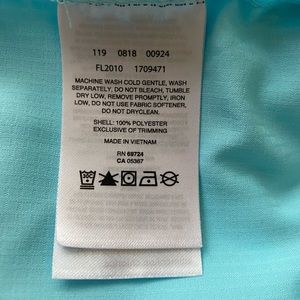 119 0818 00924
FL2010 1709471
MACHINE WASH COLD GENTLE, WASH
SEPARATELY, DO NOT BLEACH, TUMBLE
DRY LOW, REMOVE PROMPTLY, IRON
LOW, DO NOT USE FABRIC SOFTENER,
DO NOT DRYCLEAN.
SHELL: 100% POLYESTER
EXCLUSIVE OF TRIMMING
MADE IN VIETNAM
RN 69724
CA 05367